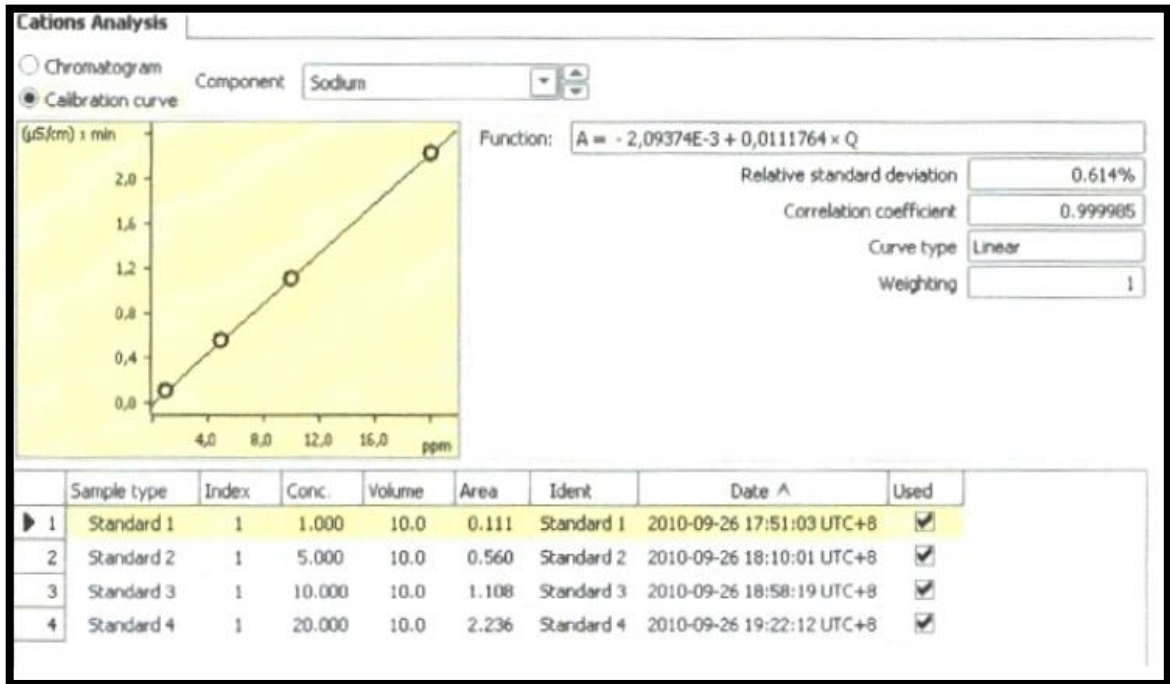 Cations Analysis
Chromatogram
Calibration curve
Component Sodium
(µS/cm) x min
2,0
1,6
1,2
0,8
0,4
0,0
4,0 8,0 12,0 16,0 ppm
Function: A = - 2,09374E-3 + 0,0111764 × Q
Relative standard deviation 0.614%
Correlation coefficient 0.999985
Curve type Linear
Weighting 1
Sample type Index Conc. Volume Area Ident Date Used
1 Standard 1 1 1.000 10.0 0.111 Standard 1 2010-09-26 17:51:03 UTC+8
2 Standard 2 1 5.000 10.0 0.560 Standard 2 2010-09-26 18:10:01 UTC+8
3 Standard 3 1 10.000 10.0 1.108 Standard 3 2010-09-26 18:58:19 UTC+8
4 Standard 4 1 20.000 10.0 2.236 Standard 4 2010-09-26 19:22:12 UTC+8